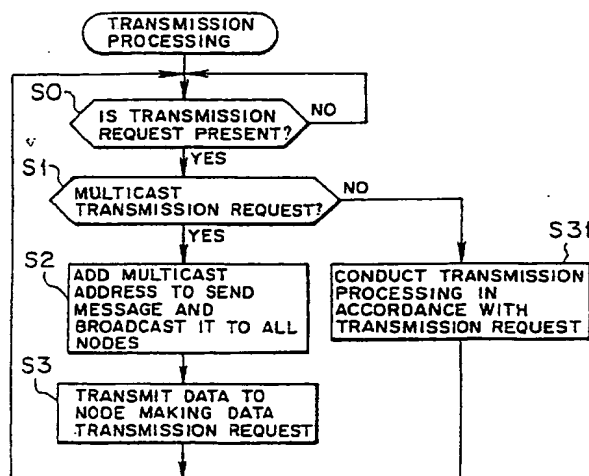 TRANSMISSION
PROCESSING
S0
IS TRANSMISSION
REQUEST PRESENT?
NO
YES
S1
MULTICAST
TRANSMISSION REQUEST?
NO
YES
S2
ADD MULTICAST
ADDRESS TO SEND
MESSAGE AND
BROADCAST IT TO ALL
NODES
S31
CONDUCT TRANSMISSION
PROCESSING IN
ACCORDANCE WITH
TRANSMISSION REQUEST
S3
TRANSMIT DATA TO
NODE MAKING DATA
TRANSMISSION REQUEST